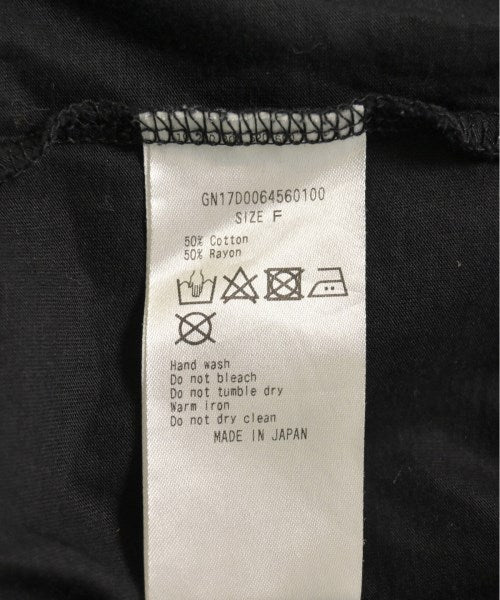 GN17D0064560100
SIZE F
50% Cotton
50% Rayon
Hand wash
Do not bleach
Do not tumble dry
Warm iron
Do not dry clean
MADE IN JAPAN